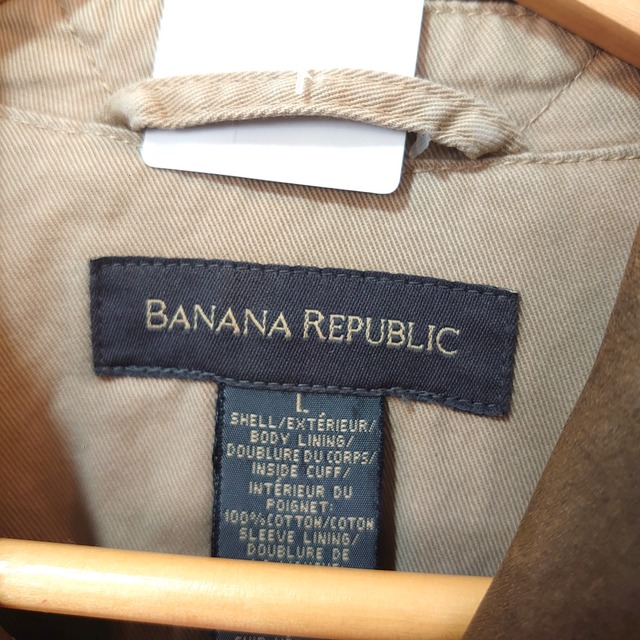 BANANA REPUBLIC
L
SHELL/EXTÉRIEUR/
BODY LINING/
DOUBLURE DU CORPS/
INSIDE CUFF/
INTÉRIEUR DU
POIGNET:
100% COTTON/COTON
SLEEVE LINING/
DOUBLURE DE